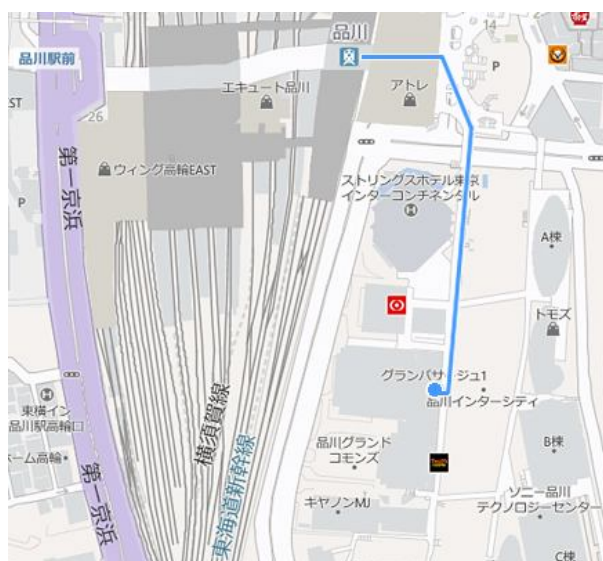 品川
14
品川駅前
P
エキュート品川
アトレ
ST
26
第一京浜
ウィング高輪EAST
ストリングスホテル東京
インターコンチネンタル
P
A棟
トモズ
グランパサージュ1
品川インターシティ
東横イン
品川駅高輪口
横須賀線
東海道新幹線
品川グランド
コモンズ
B棟
ホーム高輪
第一京浜
キヤノンMJ
ソニー品川
テクノロジーセンター
C棟